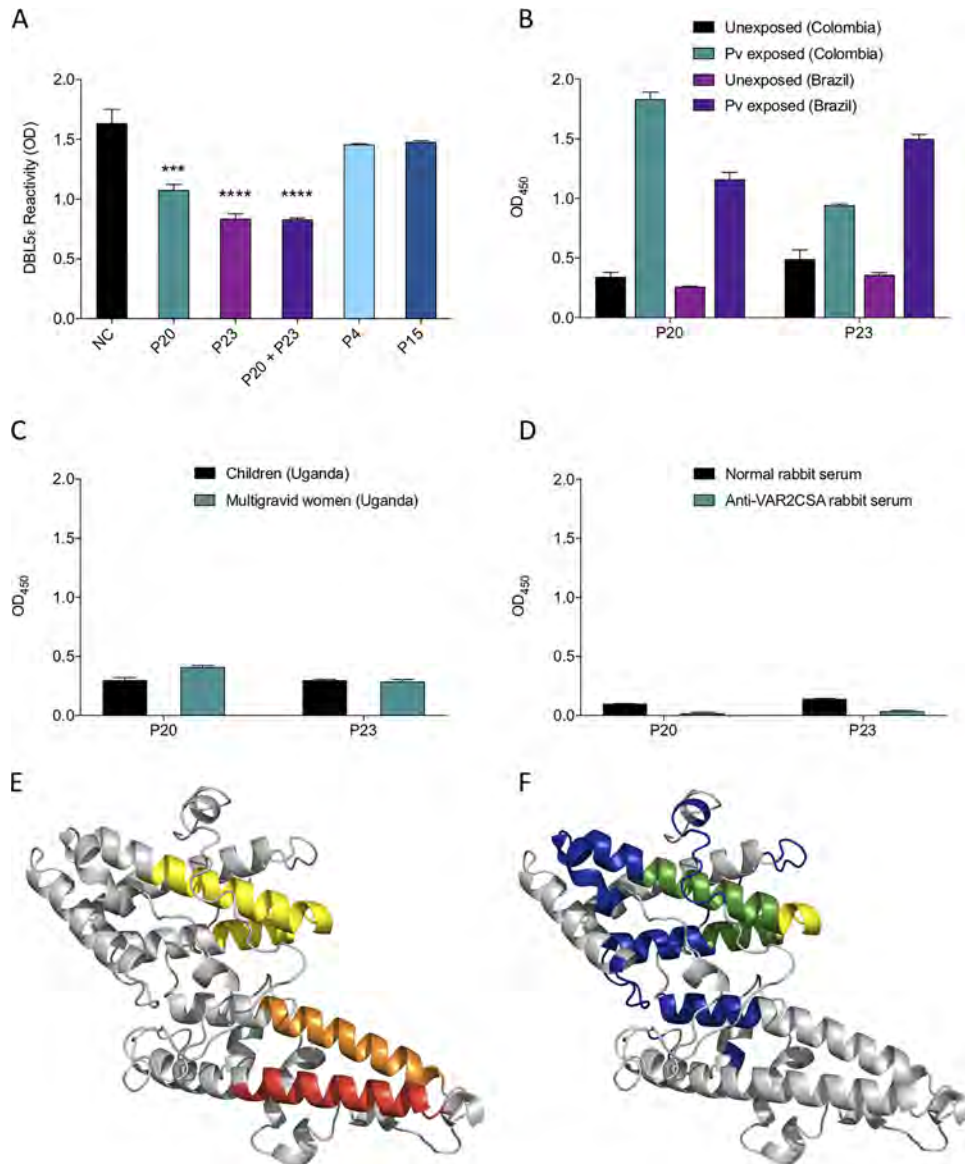 A
DBL5ε Reactivity (OD)
2.0
1.5
1.0
0.5
0.0
***
****
****
NC
P20
P23
P20 + P23
P4
P15
B
Unexposed (Colombia)
Pv exposed (Colombia)
Unexposed (Brazil)
Pv exposed (Brazil)
OD450
2.0
1.5
1.0
0.5
0.0
P20
P23
C
Children (Uganda)
Multigravid women (Uganda)
OD450
2.0
1.5
1.0
0.5
0.0
P20
P23
D
Normal rabbit serum
Anti-VAR2CSA rabbit serum
OD450
2.0
1.5
1.0
0.5
0.0
P20
P23
E
F